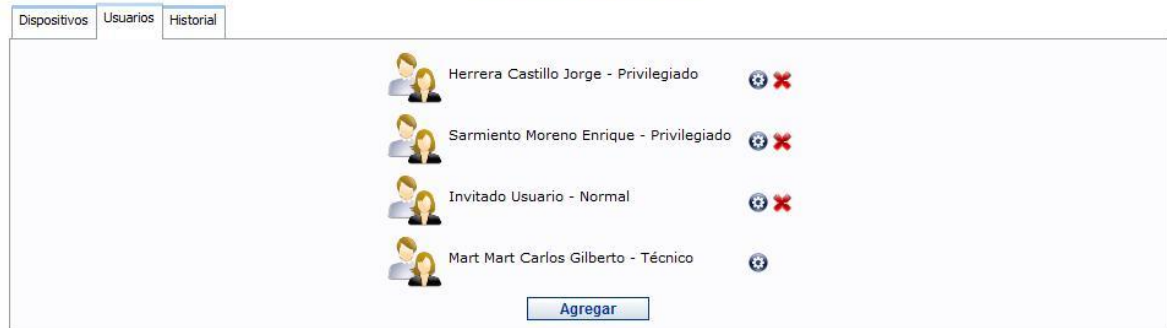 Dispositivos Usuarios Historial
Herrera Castillo Jorge - Privilegiado
Sarmiento Moreno Enrique - Privilegiado
Invitado Usuario - Normal
Mart Mart Carlos Gilberto - Técnico
Agregar